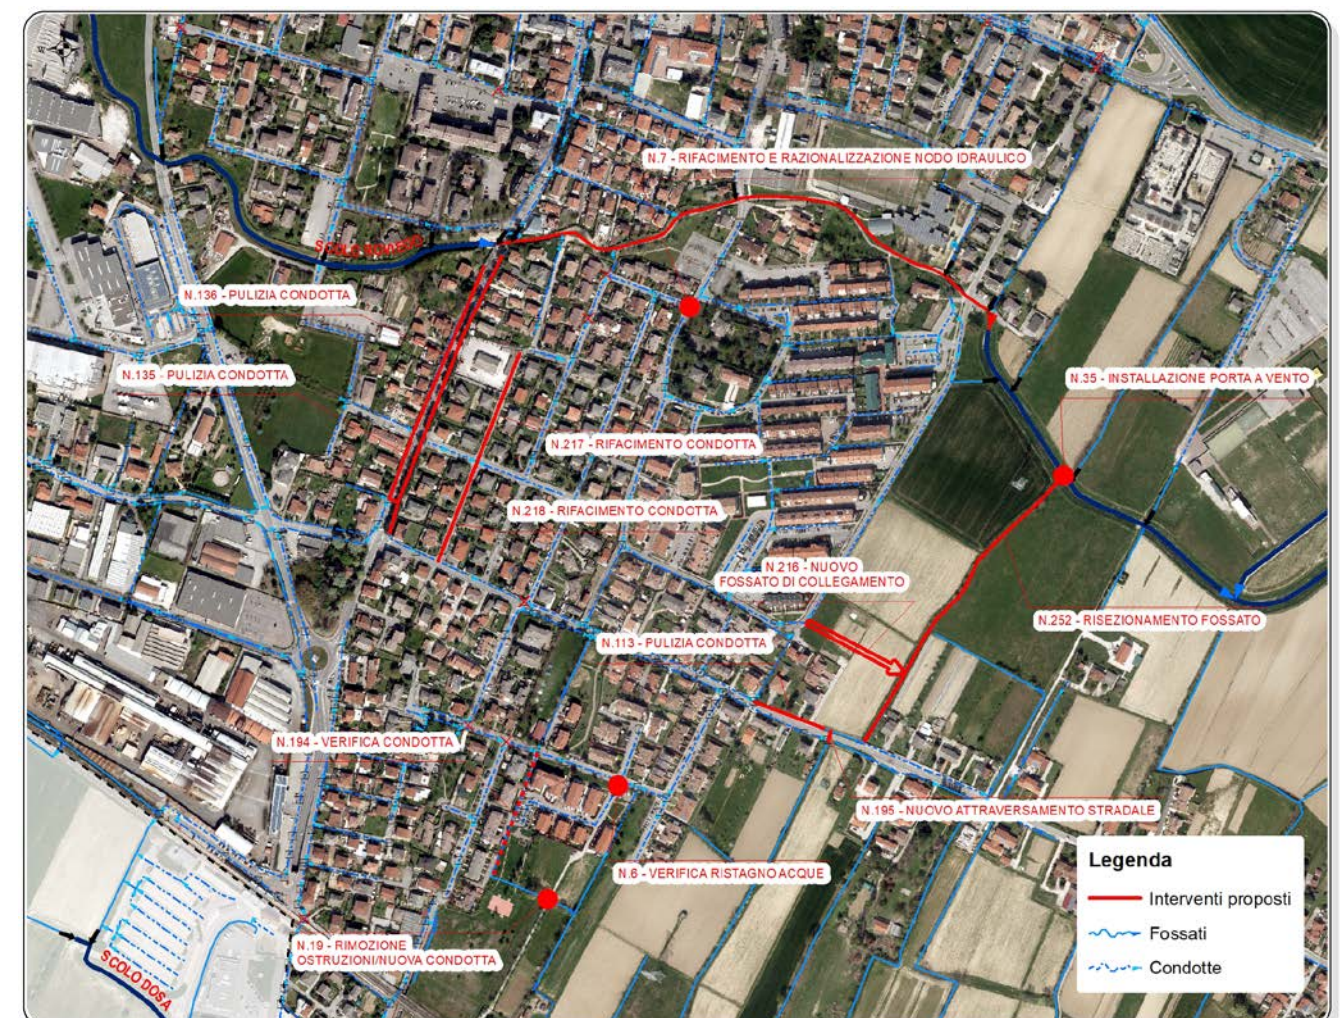 N.7 - RIFACIMENTO E RAZIONALIZZAZIONE NODO IDRAULICO
SCOLO
N.136 - PULIZIA CONDOTTA
N.135 - PULIZIA CONDOTTA
N.35 - INSTALLAZIONE PORTA A VENTO
N.217 - RIFACIMENTO CONDOTTA
N.218 - RIFACIMENTO CONDOTTA
N.216 - NUOVO
FOSSATO DI COLLEGAMENTO
N.252 - RISEZIONAMENTO FOSSATO
N.113 - PULIZIA CONDOTTA
N.194 - VERIFICA CONDOTTA
N.195 - NUOVO ATTRAVERSAMENTO STRADALE
N.6 - VERIFICA RISTAGNO ACQUE
N.19 - RIMOZIONE
OSTRUZIONI/NUOVA CONDOTTA
SCOLO DOSA
Legenda
Interventi proposti
Fossati
Condotte